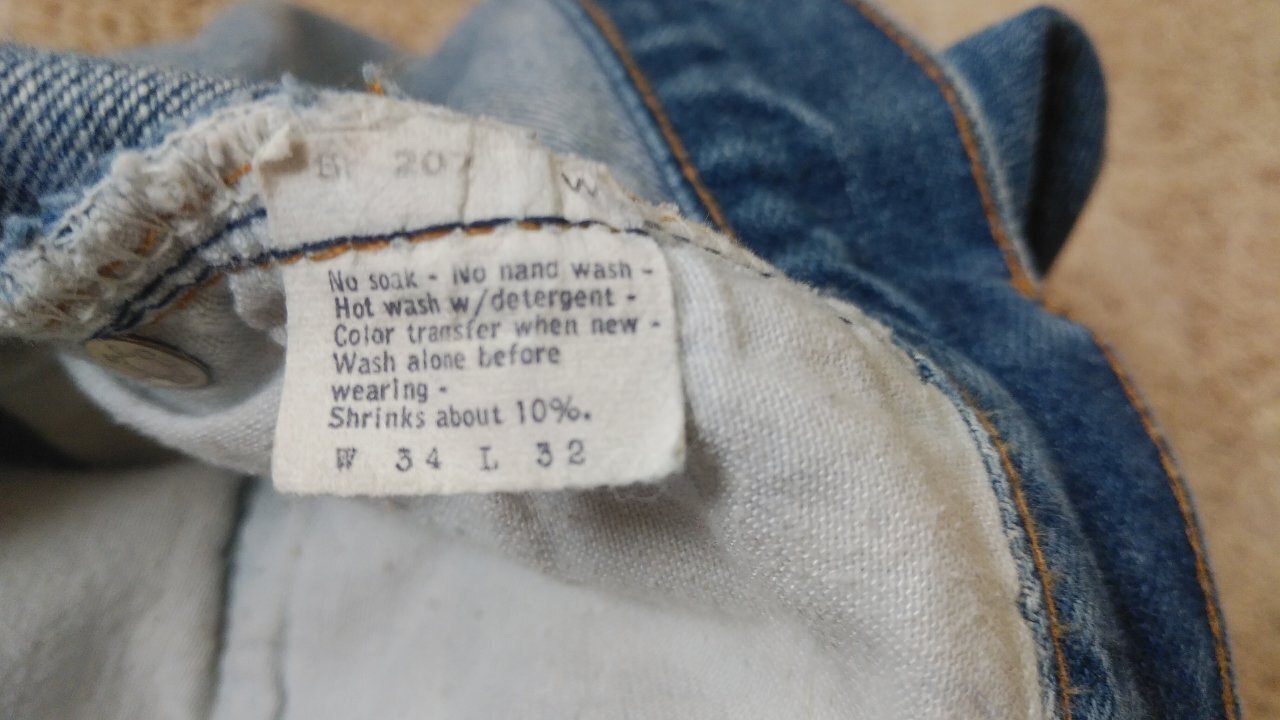 207
W
No soak - No hand wash -
Hot wash w/detergent -
Color transfer when new -
Wash alone before
wearing -
Shrinks about 10%.
W 34 L 32